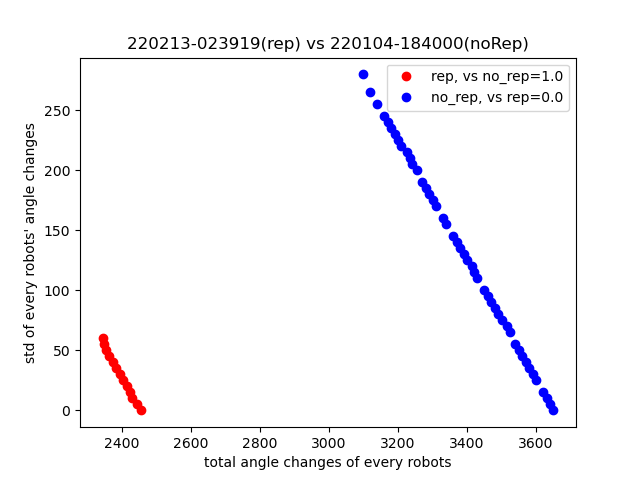 220213-023919(rep) vs 220104-184000(noRep)
rep, vs no_rep=1.0
no_rep, vs rep=0.0
std of every robots' angle changes
250
200
150
100
50
0
2400 2600 2800 3000 3200 3400 3600
total angle changes of every robots